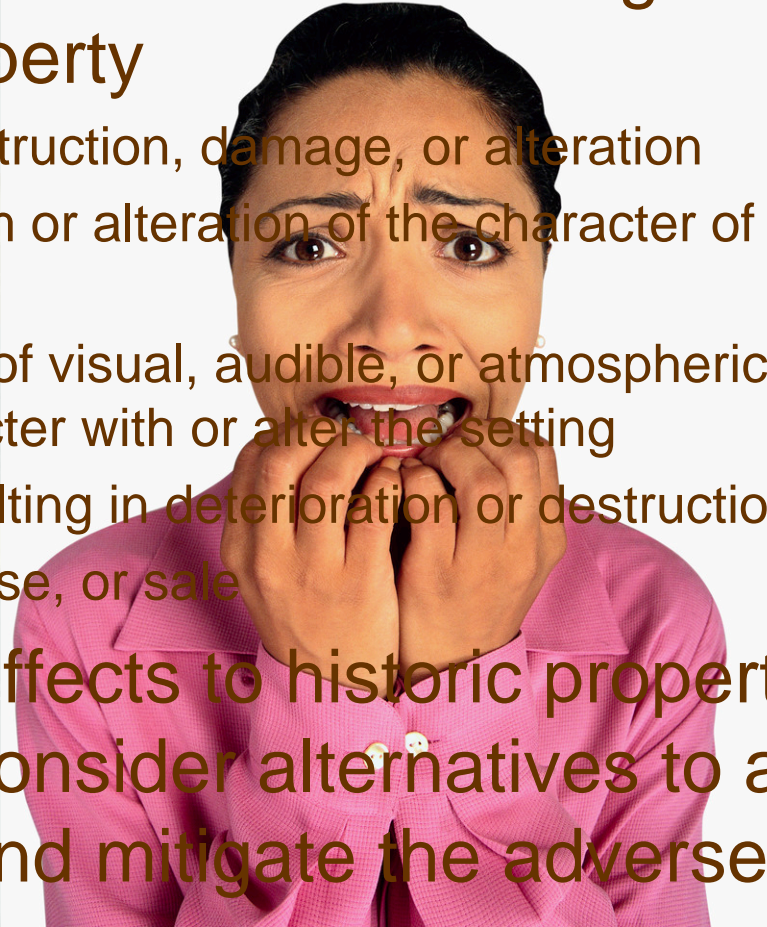 perty
truction, damage, or alteration
n or alteration of the character of
of visual, audible, or atmospheric
cter with or alter the setting
lting in deterioration or destructio
se, or sale
ffects to historic propert
onsider alternatives to a
nd mitigate the adverse